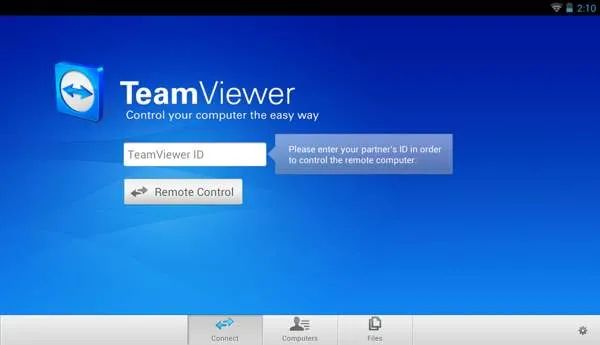 2:10
TeamViewer
Control your computer the easy way
TeamViewer ID
Please enter your partner's ID in order
to control the remote computer.
Remote Control
Connect
Computers
Files